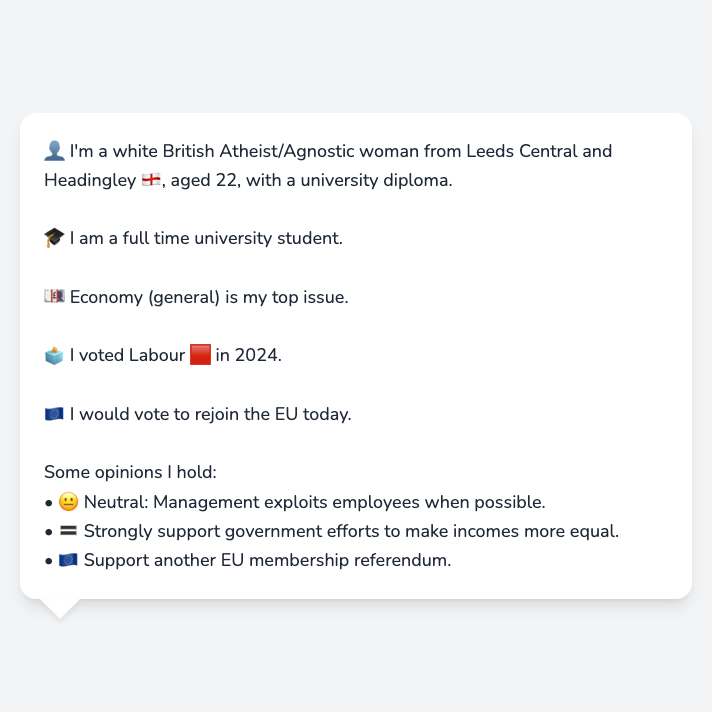 👤 I'm a white British Atheist/Agnostic woman from Leeds Central and
Headingley 🏴󠁧󠁢󠁥󠁮󠁧󠁿, aged 22, with a university diploma.
🎓 I am a full time university student.
💷 Economy (general) is my top issue.
🗳️ I voted Labour 🟥 in 2024.
🇪🇺 I would vote to rejoin the EU today.
Some opinions I hold:
• 😐 Neutral: Management exploits employees when possible.
• 🟰 Strongly support government efforts to make incomes more equal.
• 🇪🇺 Support another EU membership referendum.